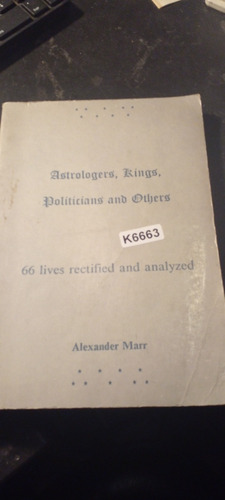 Astrologers, Kings,
Politicians and Others
K6663
66 lives rectified and analyzed
Alexander Marr